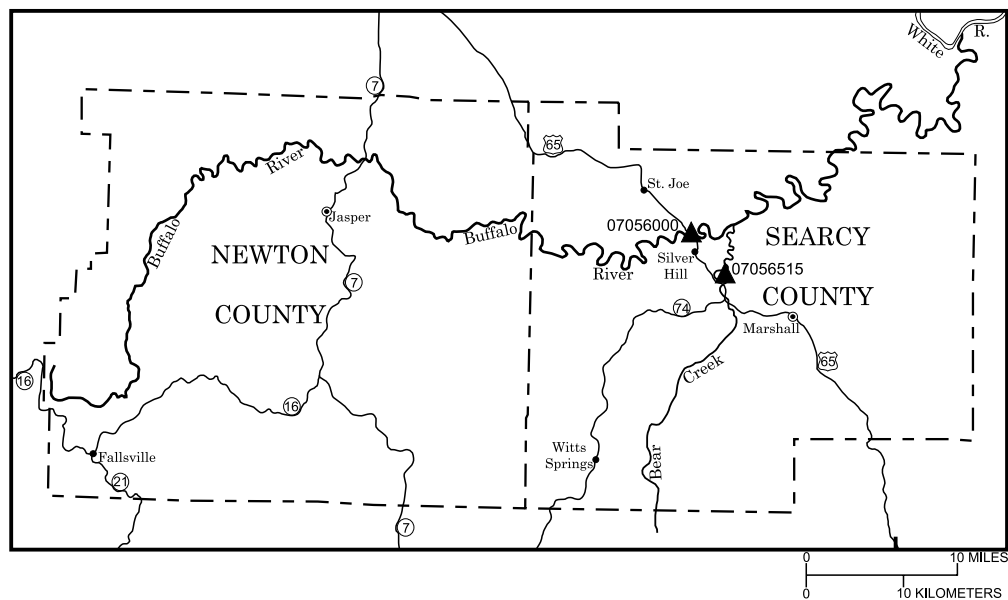 White
R.
7
65
St. Joe
River
Jasper
07056000
Buffalo
Buffalo
SEARCY
NEWTON
Silver
Hill
River
07056515
7
COUNTY
COUNTY
74
Marshall
65
Creek
16
16
Witts
Springs
Bear
Fallsville
21
7
0 10 MILES
0 10 KILOMETERS